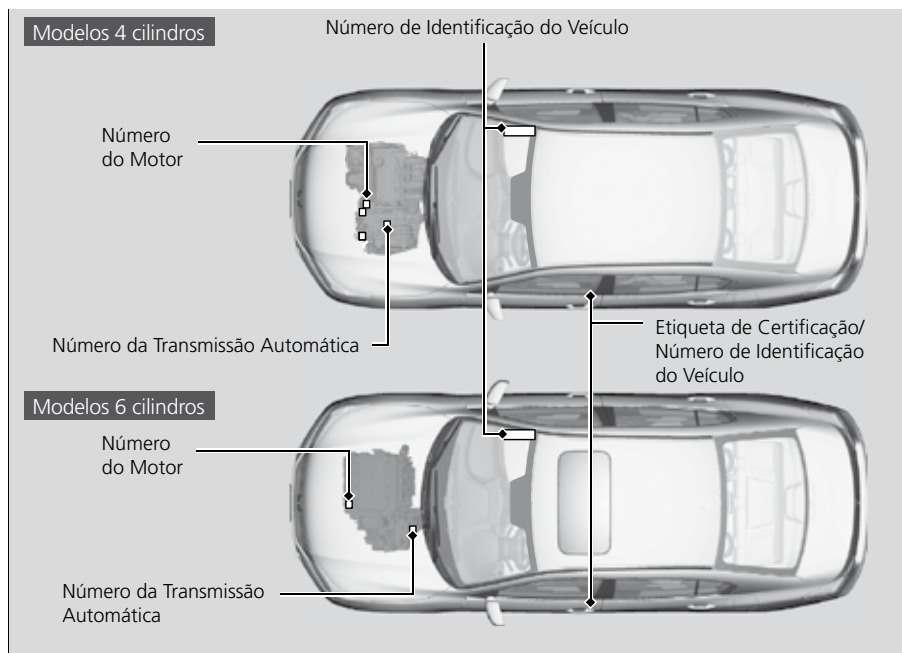 Modelos 4 cilindros
Número de Identificação do Veículo
Número
do Motor
Número da Transmissão Automática
Etiqueta de Certificação/
Número de Identificação
do Veículo
Modelos 6 cilindros
Número
do Motor
Número da Transmissão
Automática